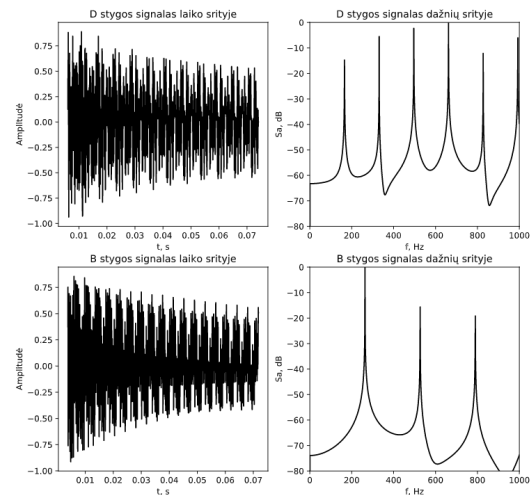 D stygos signalas laiko srityje
0.75
0.50
0.25
0.00
−0.25
−0.50
−0.75
−1.00
Amplitudė
0.01 0.02 0.03 0.04 0.05 0.06 0.07
t, s
D stygos signalas dažnių srityje
0
−10
−20
−30
−40
−50
−60
−70
−80
Sa, dB
0 200 400 600 800 1000
f, Hz
B stygos signalas laiko srityje
0.75
0.50
0.25
0.00
−0.25
−0.50
−0.75
−1.00
Amplitudė
0.01 0.02 0.03 0.04 0.05 0.06 0.07
t, s
B stygos signalas dažnių srityje
0
−10
−20
−30
−40
−50
−60
−70
−80
Sa, dB
0 200 400 600 800 1000
f, Hz